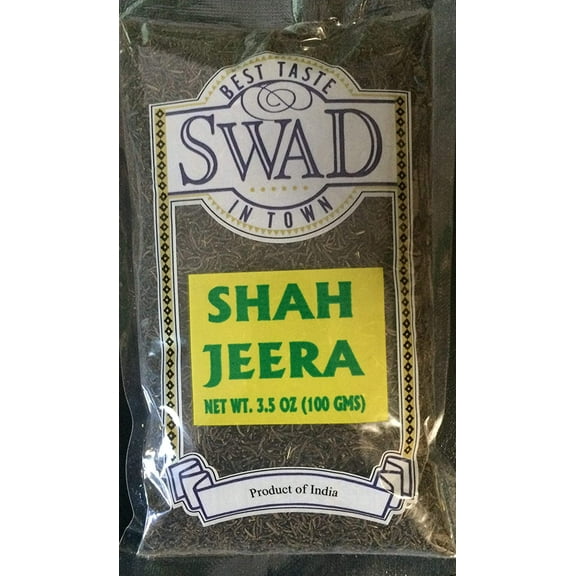 BEST TASTE
SWAD
IN TOWN
SHAH
JEERA
NET WT. 3.5 OZ (100 GMS)
Product of India